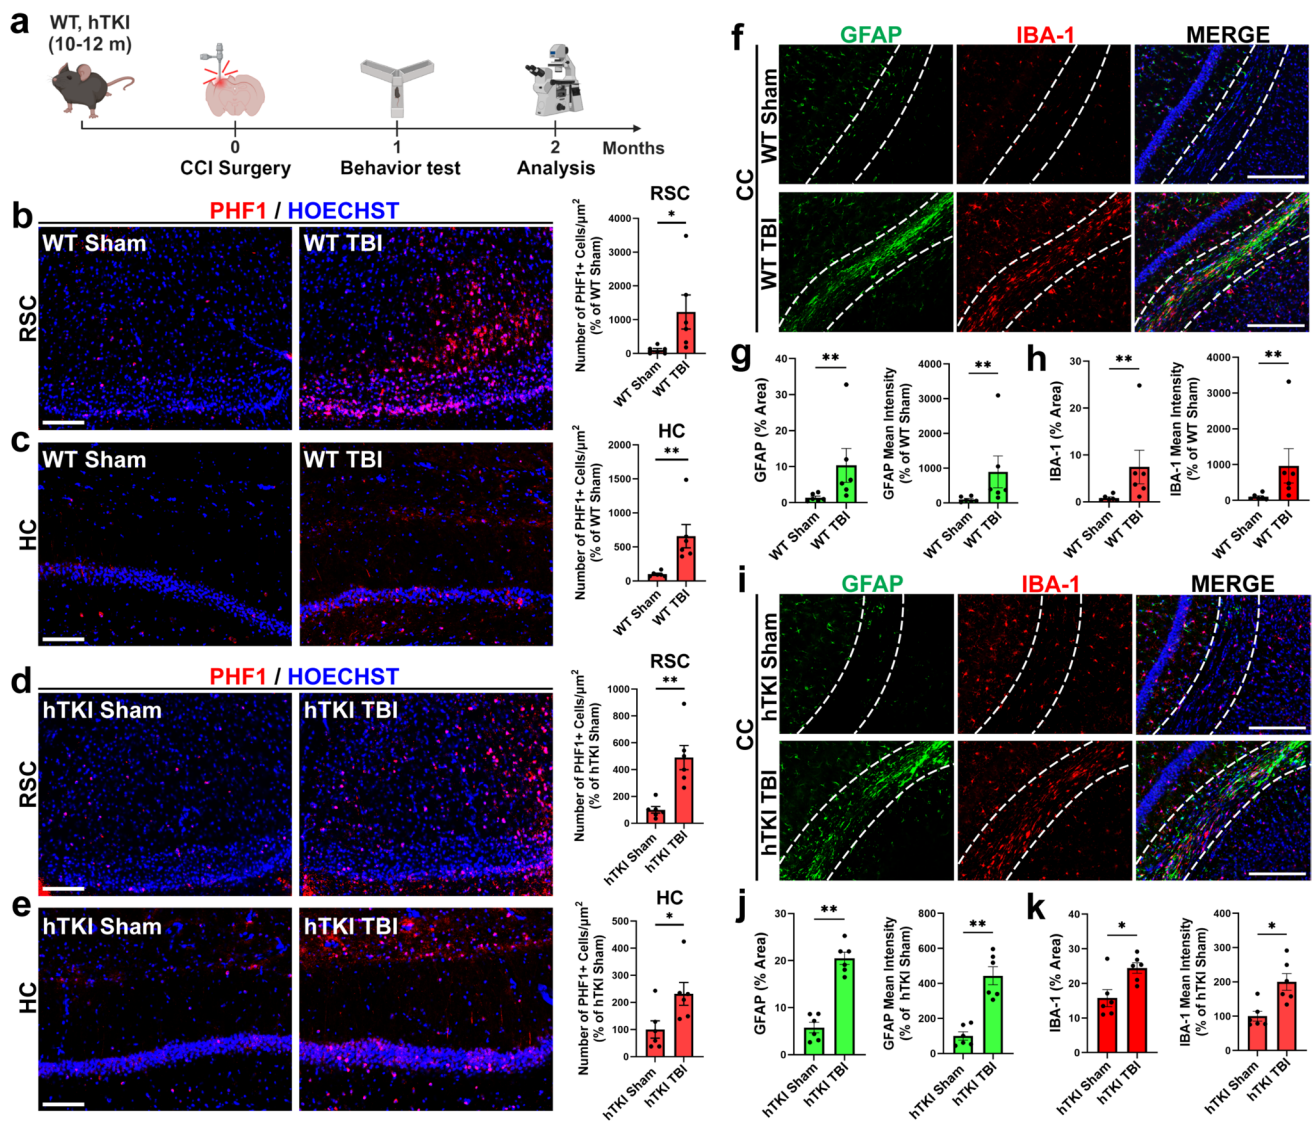 a
WT, hTKI
(10-12 m)
0
1
2
Months
CCI Surgery
Behavior test
Analysis
b
PHF1 / HOECHST
RSC
WT Sham
WT TBI
RSC
Number of PHF1+ Cells/μm²
(% of WT Sham)
4000
3000
2000
1000
0
*
WT Sham
WT TBI
c
HC
WT Sham
WT TBI
HC
Number of PHF1+ Cells/μm²
(% of WT Sham)
2000
1500
1000
500
0
**
WT Sham
WT TBI
d
PHF1 / HOECHST
RSC
hTKI Sham
hTKI TBI
RSC
Number of PHF1+ Cells/μm²
(% of hTKI Sham)
1000
800
600
400
200
0
**
hTKI Sham
hTKI TBI
e
HC
hTKI Sham
hTKI TBI
HC
Number of PHF1+ Cells/μm²
(% of hTKI Sham)
500
400
300
200
100
0
*
hTKI Sham
hTKI TBI
f
GFAP
IBA-1
MERGE
CC
WT Sham
WT TBI
g
GFAP (% Area)
40
30
20
10
0
**
WT Sham
WT TBI
GFAP Mean Intensity
(% of WT Sham)
4000
3000
2000
1000
0
**
WT Sham
WT TBI
h
IBA-1 (% Area)
30
20
10
0
**
WT Sham
WT TBI
IBA-1 Mean Intensity
(% of WT Sham)
4000
3000
2000
1000
0
**
WT Sham
WT TBI
i
GFAP
IBA-1
MERGE
CC
hTKI Sham
hTKI TBI
j
GFAP (% Area)
30
20
10
0
**
hTKI Sham
hTKI TBI
GFAP Mean Intensity
(% of hTKI Sham)
800
600
400
200
0
**
hTKI Sham
hTKI TBI
k
IBA-1 (% Area)
40
30
20
10
0
*
hTKI Sham
hTKI TBI
IBA-1 Mean Intensity
(% of hTKI Sham)
400
300
200
100
0
*
hTKI Sham
hTKI TBI